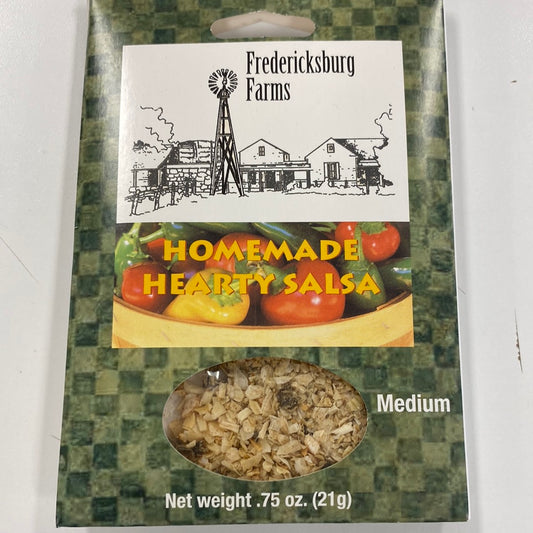 Fredericksburg
Farms
HOMEMADE
HEARTY SALSA
Medium
Net weight .75 oz. (21g)